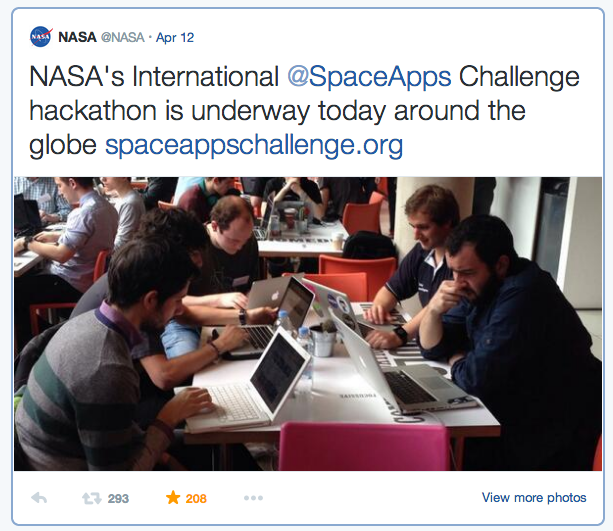 NASA @NASA · Apr 12
NASA's International @SpaceApps Challenge
hackathon is underway today around the
globe spaceappschallenge.org
293 208 View more photos